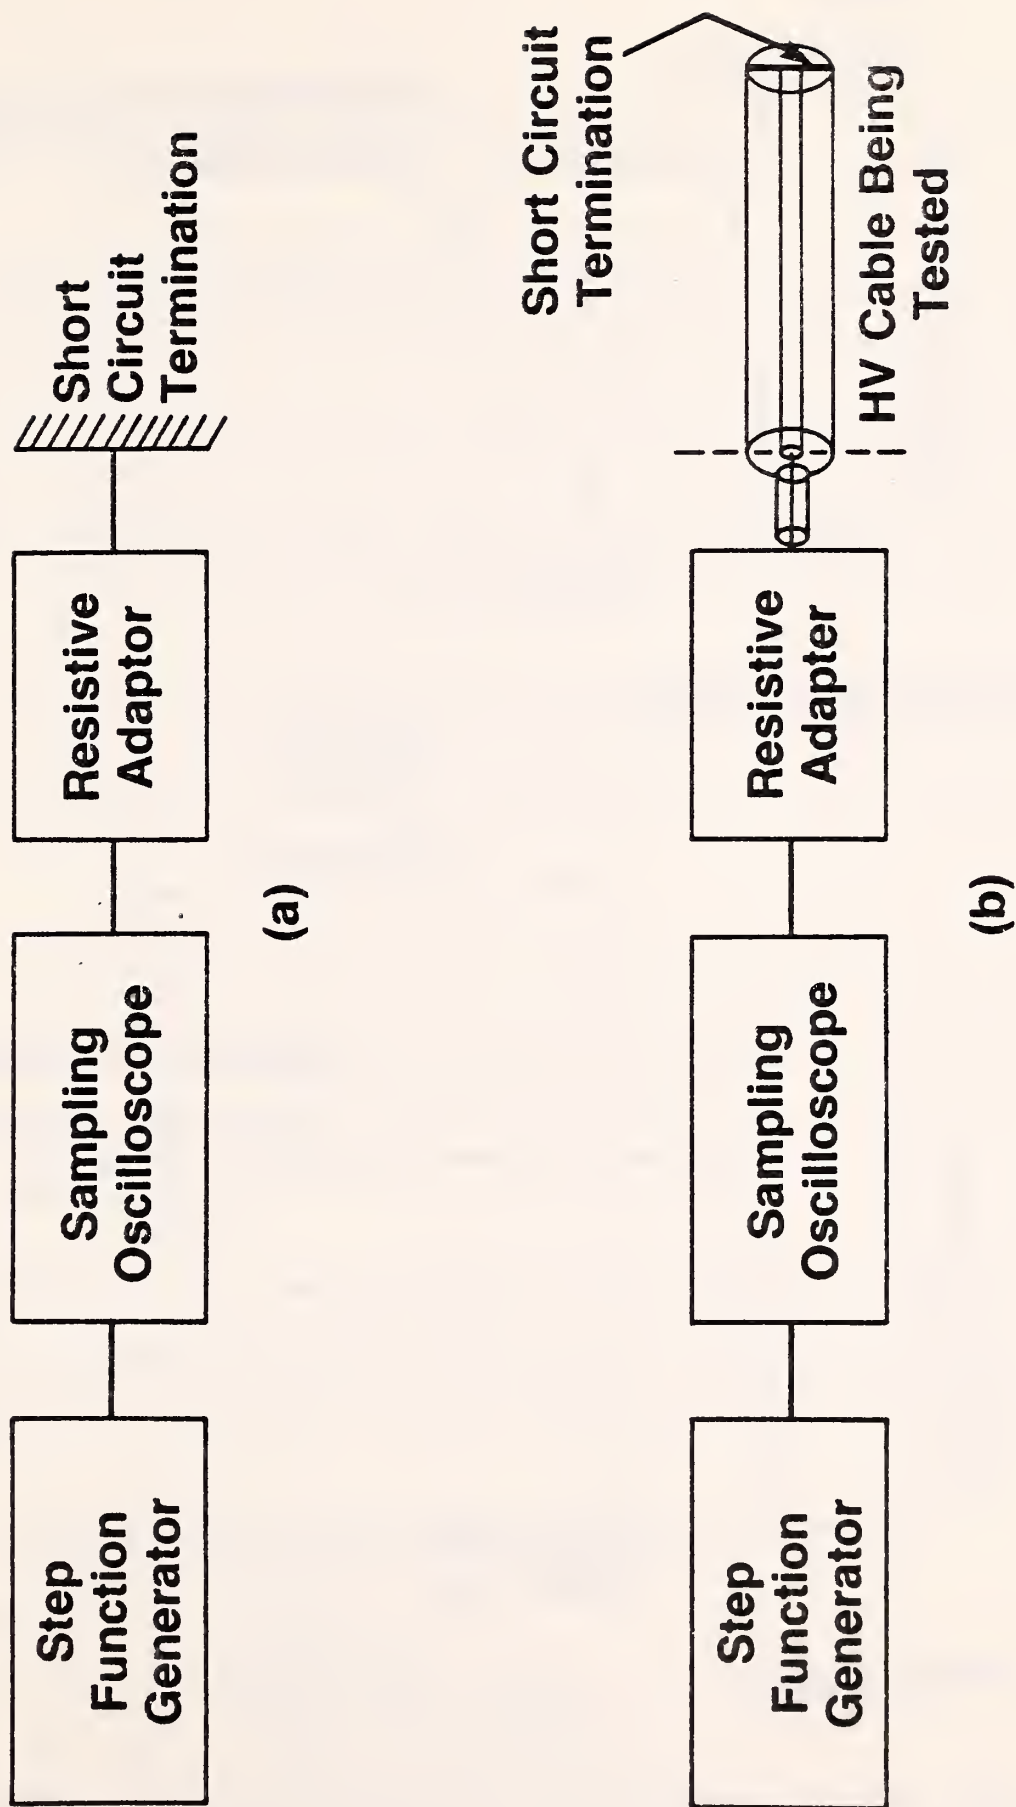 Step
Function
Generator
Sampling
Oscilloscope
Resistive
Adaptor
Short
Circuit
Termination
(a)
Step
Function
Generator
Sampling
Oscilloscope
Resistive
Adapter
Short Circuit
Termination
HV Cable Being
Tested
(b)